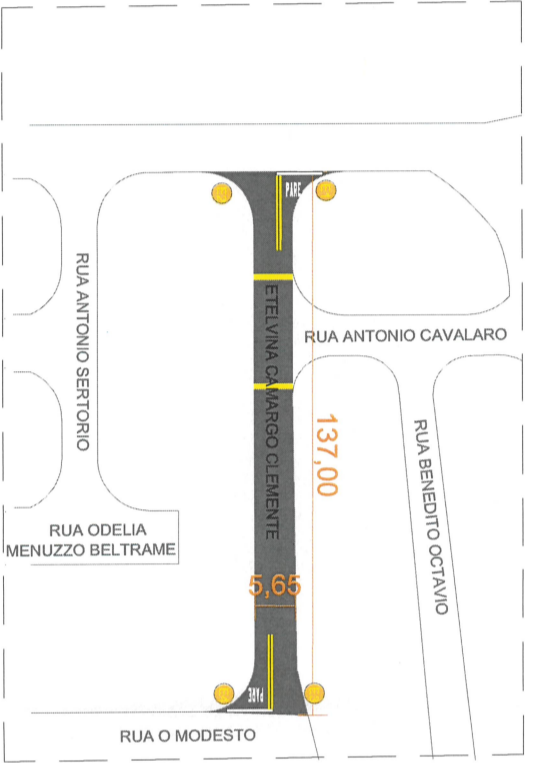 PARE
RUA ANTONIO SERTORIO
ETELVINA CAMARGO CLEMENTE
RUA ANTONIO CAVALARO
137,00
RUA BENEDITO OCTAVIO
RUA ODELIA
MENUZZO BELTRAME
5,65
PARE
RUA O MODESTO